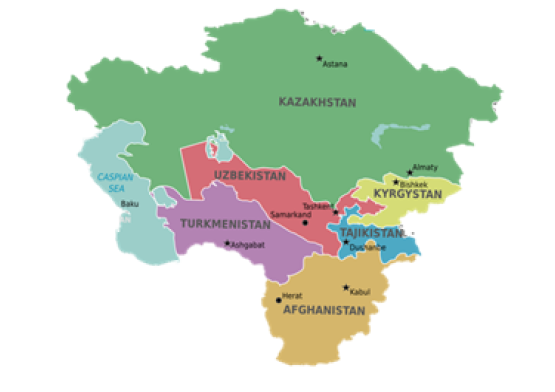 Astana
KAZAKHSTAN
Almaty
Bishkek
CASPIAN
SEA
UZBEKISTAN
KYRGYSTAN
Baku
Tashkent
Samarkand
TURKMENISTAN
TAJIKISTAN
Ashgabat
Dushanbe
Kabul
Herat
AFGHANISTAN